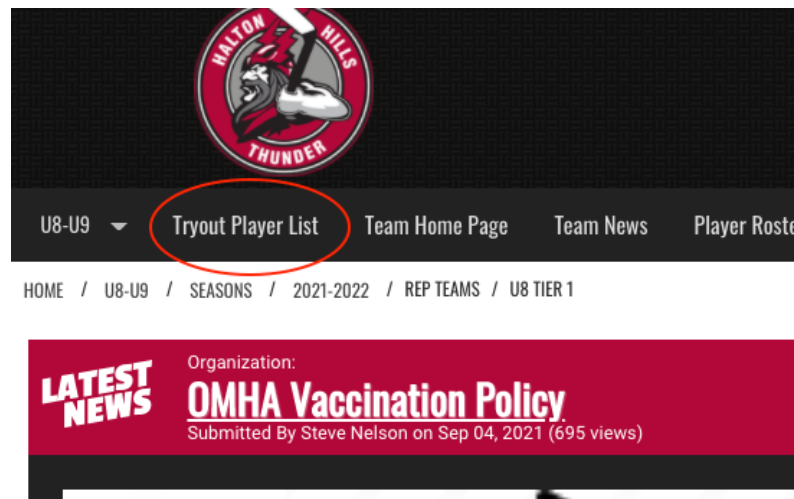 HALTON HILLS
THUNDER
U8-U9 Tryout Player List Team Home Page Team News Player Roste
HOME / U8-U9 / SEASONS / 2021-2022 / REP TEAMS / U8 TIER 1
LATEST NEWS
Organization:
OMHA Vaccination Policy
Submitted By Steve Nelson on Sep 04, 2021 (695 views)